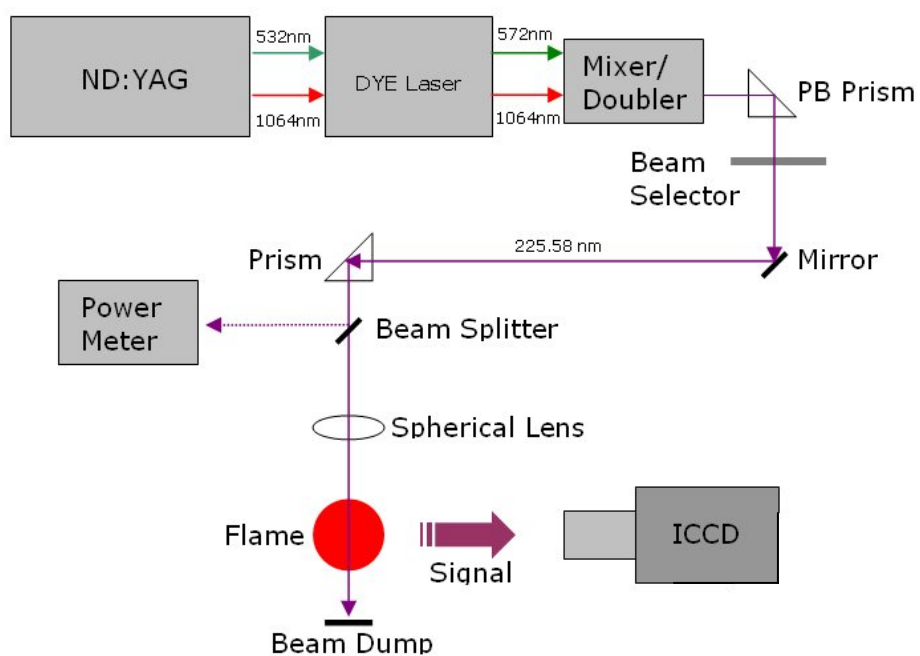 532nm
572nm
ND:YAG
DYE Laser
Mixer/
Doubler
PB Prism
1064nm
1064nm
Beam
Selector
225.58 nm
Prism
Mirror
Power
Meter
Beam Splitter
Spherical Lens
Flame
ICCD
Signal
Beam Dump